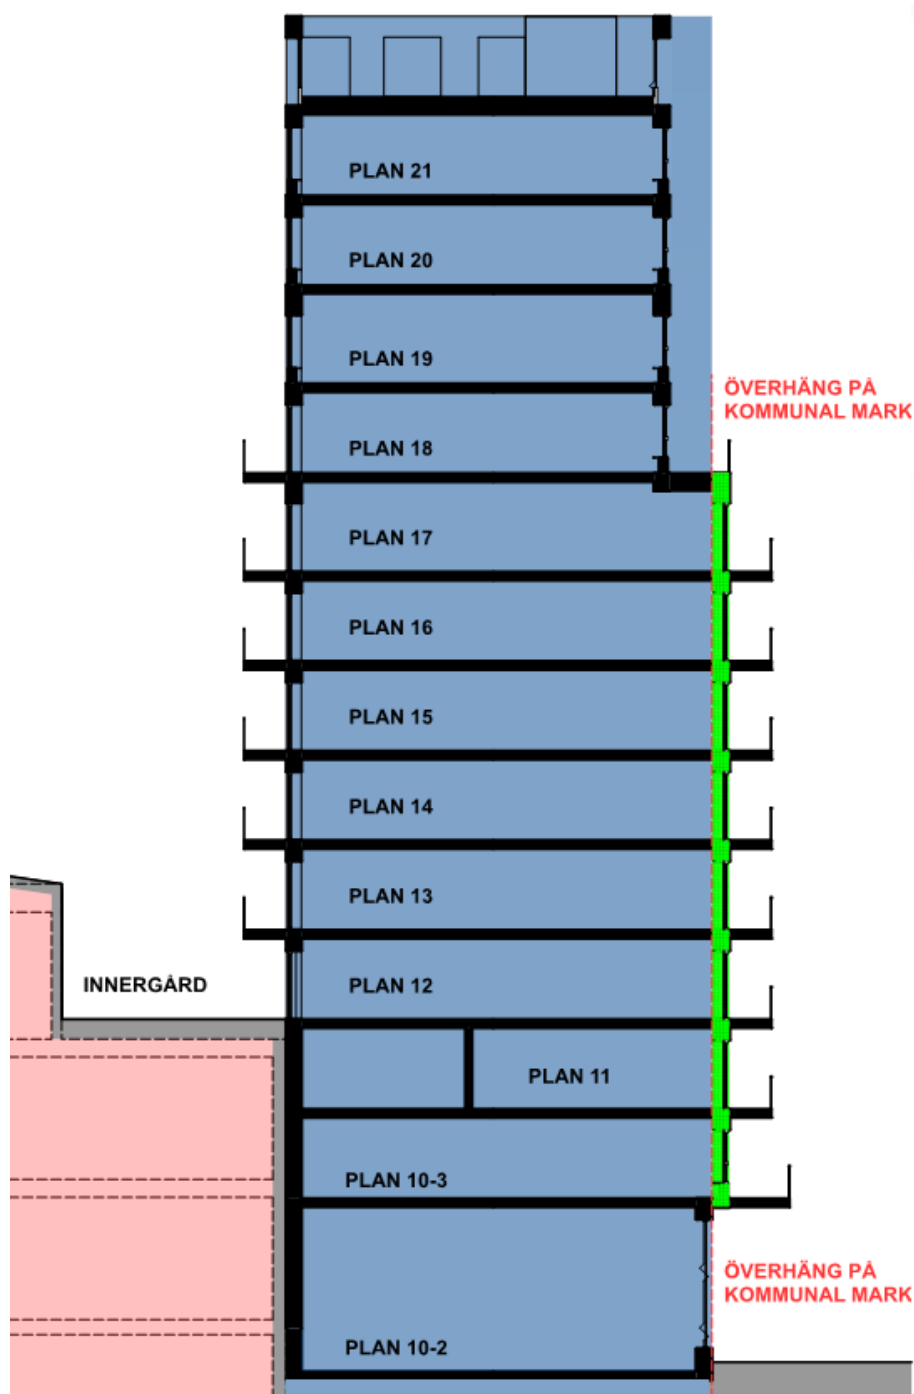 PLAN 21
PLAN 20
PLAN 19
ÖVERHÄNG PÅ
KOMMUNAL MARK
PLAN 18
PLAN 17
PLAN 16
PLAN 15
PLAN 14
PLAN 13
INNERGÅRD
PLAN 12
PLAN 11
PLAN 10-3
ÖVERHÄNG PÅ
KOMMUNAL MARK
PLAN 10-2